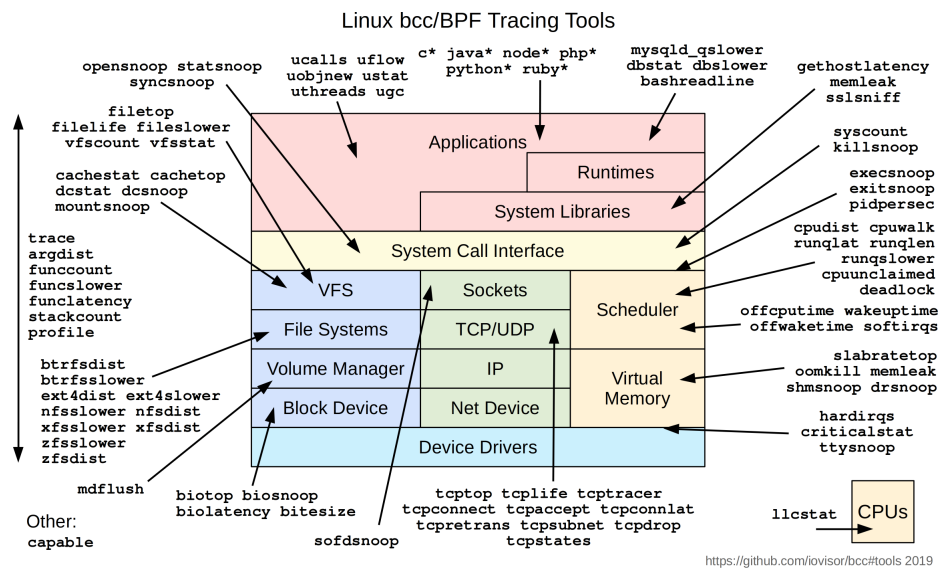 Linux bcc/BPF Tracing Tools
opensnoop statsnoop
syncsnoop
ucalls uflow
uobjnew ustat
uthreads ugc
c* java* node* php*
python* ruby*
mysqld_qslower
dbstat dbslower
bashreadline
gethostlatency
memleak
sslsniff
filetop
filelife fileslower
vfscount vfsstat
syscount
killsnoop
cachestat cachetop
dcstat dcsnoop
mountsnoop
execsnoop
exitsnoop
pidpersec
trace
argdist
funccount
funcslower
funclatency
stackcount
profile
cpudist cpuwalk
runqlat runqlen
runqslower
cpuunclaimed
deadlock
offcputime wakeuptime
offwaketime softirqs
btrfsdist
btrfsslower
ext4dist ext4slower
nfsslower nfsdist
xfsslower xfsdist
zfsslower
zfsdist
slabratetop
oomkill memleak
shmsnoop drsnoop
hardirqs
criticalstat
ttysnoop
Applications
Runtimes
System Libraries
System Call Interface
VFS
Sockets
Scheduler
File Systems
TCP/UDP
Volume Manager
IP
Virtual
Memory
Block Device
Net Device
Device Drivers
mdflush
biotop biosnoop
biolatency bitesize
sofdsnoop
tcptop tcplife tcptracer
tcpconnect tcpaccept tcpconnlat
tcpretrans tcpsubnet tcpdrop
tcpstates
llcstat
CPUs
Other:
capable
https://github.com/iovisor/bcc#tools 2019